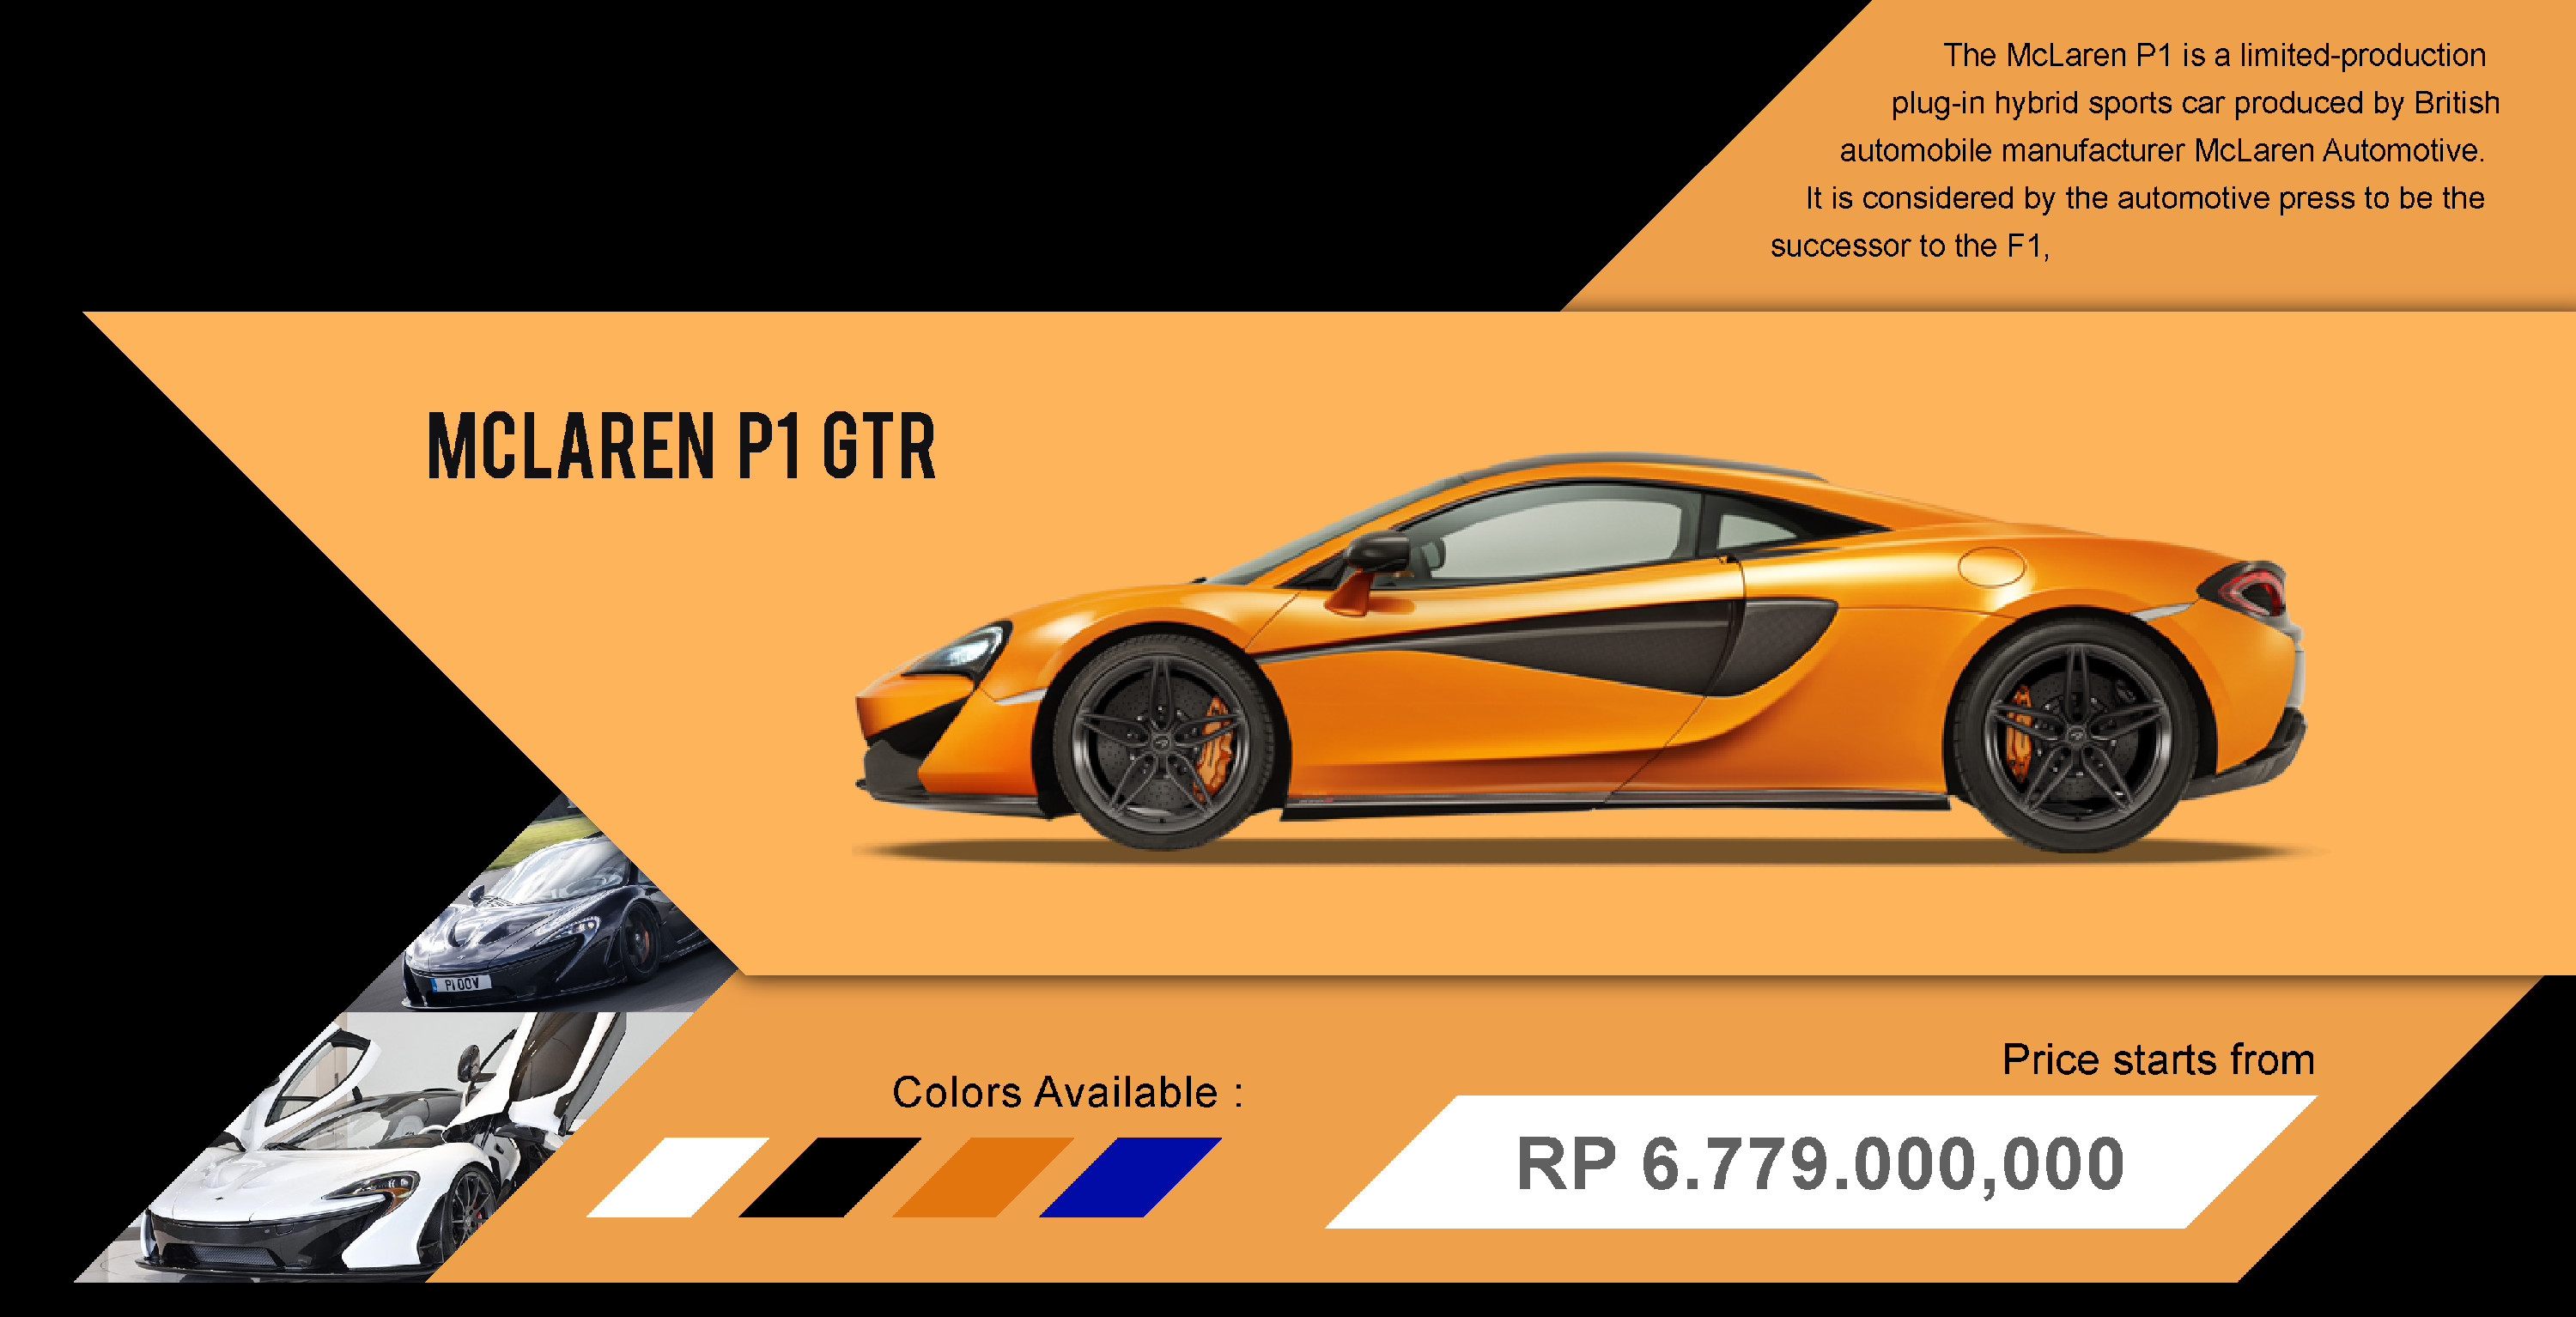 The McLaren P1 is a limited-production
plug-in hybrid sports car produced by British
automobile manufacturer McLaren Automotive.
It is considered by the automotive press to be the
successor to the F1,
MCLAREN P1 GTR
P1 OOV
Price starts from
Colors Available :
RP 6.779.000,000